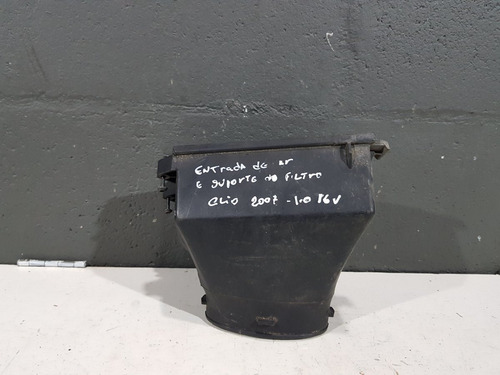 ENTRADA DE AR
E SUPORTE DO FILTRO
CLIO 2007 - 1.0 16V